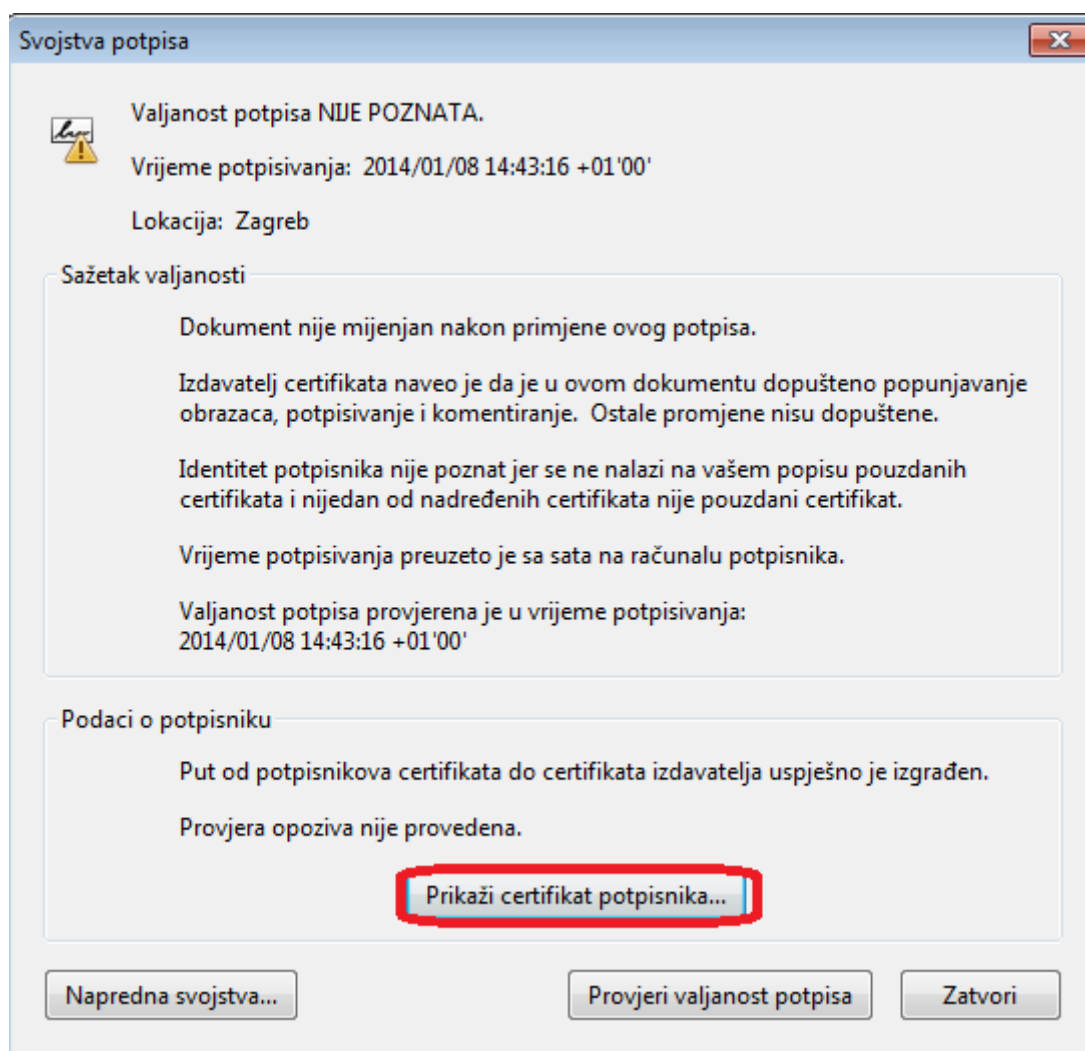 Svojstva potpisa
Valjanost potpisa NIJE POZNATA.
Vrijeme potpisivanja: 2014/01/08 14:43:16 +01'00'
Lokacija: Zagreb
Sažetak valjanosti
Dokument nije mijenjan nakon primjene ovog potpisa.
Izdavatelj certifikata naveo je da je u ovom dokumentu dopušteno popunjavanje
obrazaca, potpisivanje i komentiranje. Ostale promjene nisu dopuštene.
Identitet potpisnika nije poznat jer se ne nalazi na vašem popisu pouzdanih
certifikata i nijedan od nadređenih certifikata nije pouzdani certifikat.
Vrijeme potpisivanja preuzeto je sa sata na računalu potpisnika.
Valjanost potpisa provjerena je u vrijeme potpisivanja:
2014/01/08 14:43:16 +01'00'
Podaci o potpisniku
Put od potpisnikova certifikata do certifikata izdavatelja uspješno je izgrađen.
Provjera opoziva nije provedena.
Prikaži certifikat potpisnika...
Napredna svojstva...
Provjeri valjanost potpisa
Zatvori